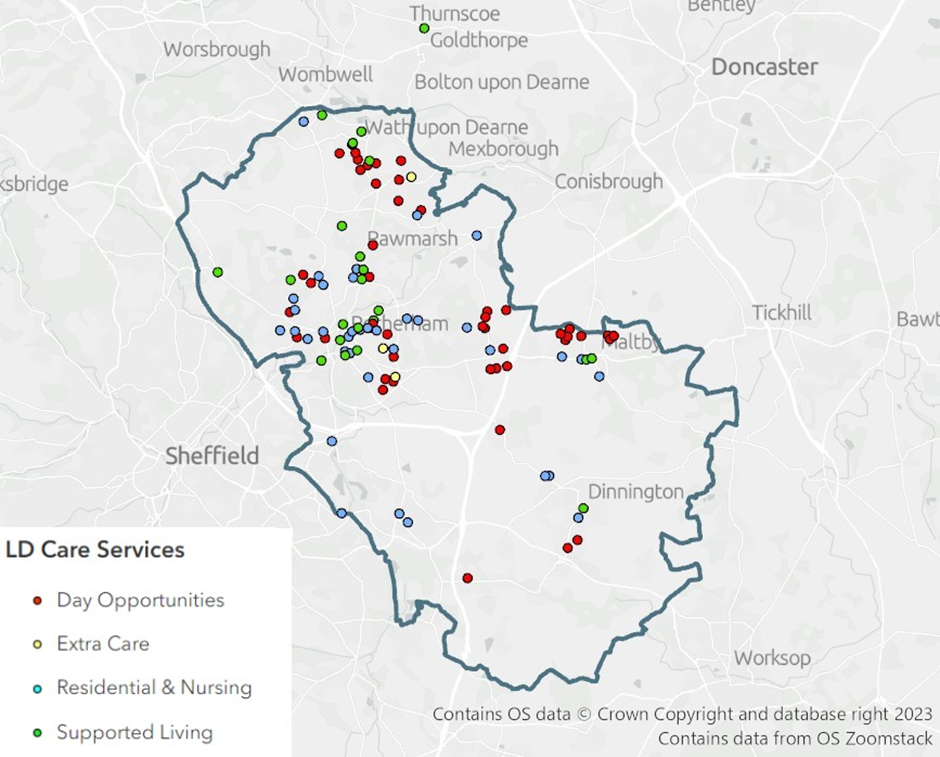 Bentley
Thurnscoe
Goldthorpe
Worsbrough
Wombwell
Doncaster
Bolton upon Dearne
Wath upon Dearne
Mexborough
ksbridge
Conisbrough
Rawmarsh
Tickhill
Bawt
Maltby
Sheffield
Dinnington
LD Care Services
Day Opportunities
Extra Care
Residential & Nursing
Supported Living
Worksop
Contains OS data © Crown Copyright and database right 2023
Contains data from OS Zoomstack